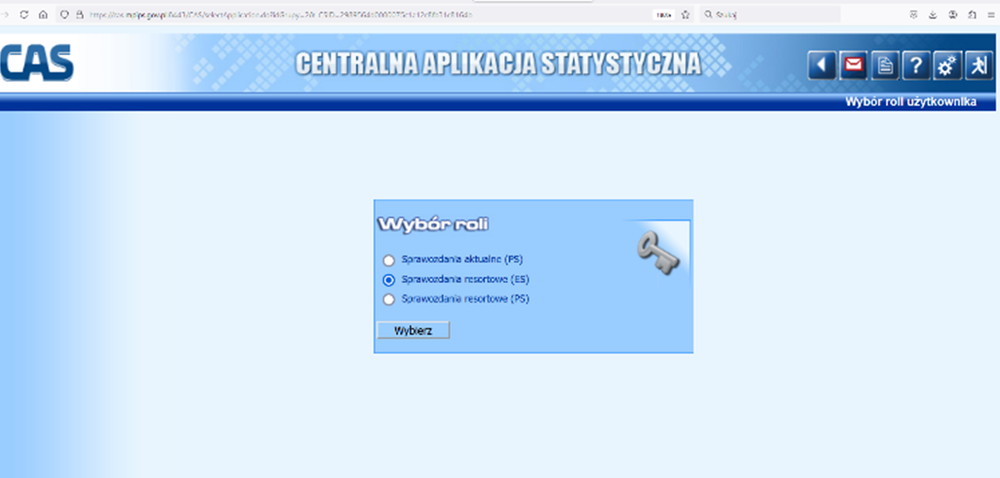 Szukaj
CAS
CENTRALNA APLIKACJA STATYSTYCZNA
?
Wybór roli użytkownika
Wybór roli
Sprawozdania aktualne (PS)
Sprawozdania resortowe (ES)
Sprawozdania resortowe (PS)
Wybierz